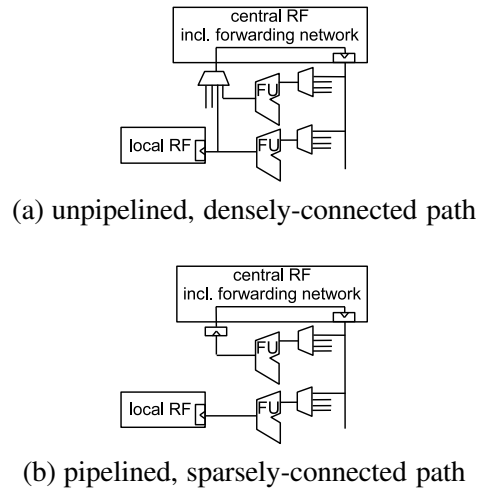 central RF
incl. forwarding network
FU
local RF
FU
(a) unpipelined, densely-connected path
central RF
incl. forwarding network
FU
local RF
FU
(b) pipelined, sparsely-connected path